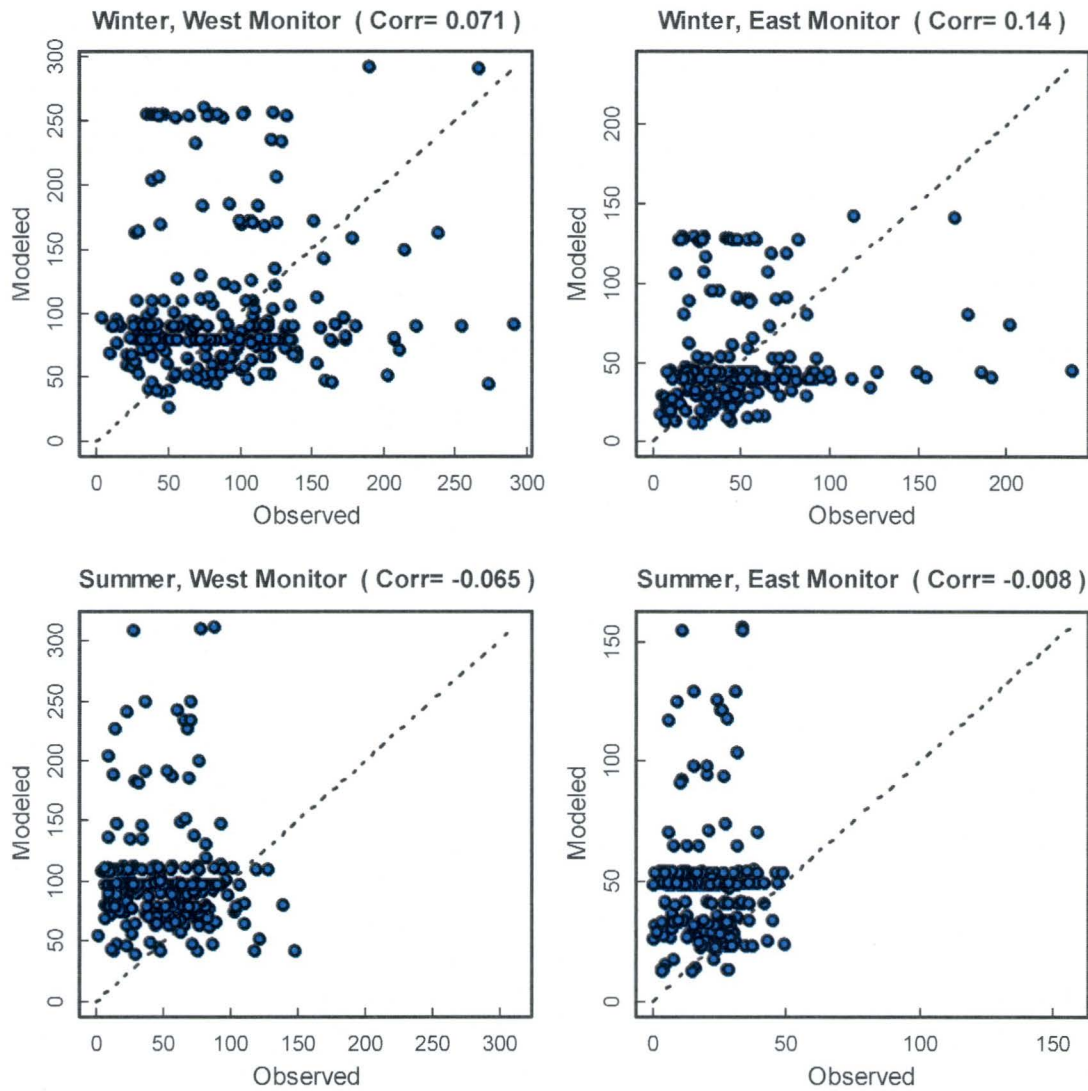 Winter, West Monitor ( Corr= 0.071 )
Modeled
0 50 100 150 200 250 300
0 50 100 150 200 250 300
Observed
Winter, East Monitor ( Corr= 0.14 )
Modeled
0 50 100 150 200
0 50 100 150 200
Observed
Summer, West Monitor ( Corr= -0.065 )
Modeled
0 50 100 150 200 250 300
0 50 100 150 200 250 300
Observed
Summer, East Monitor ( Corr= -0.008 )
Modeled
0 50 100 150
0 50 100 150
Observed